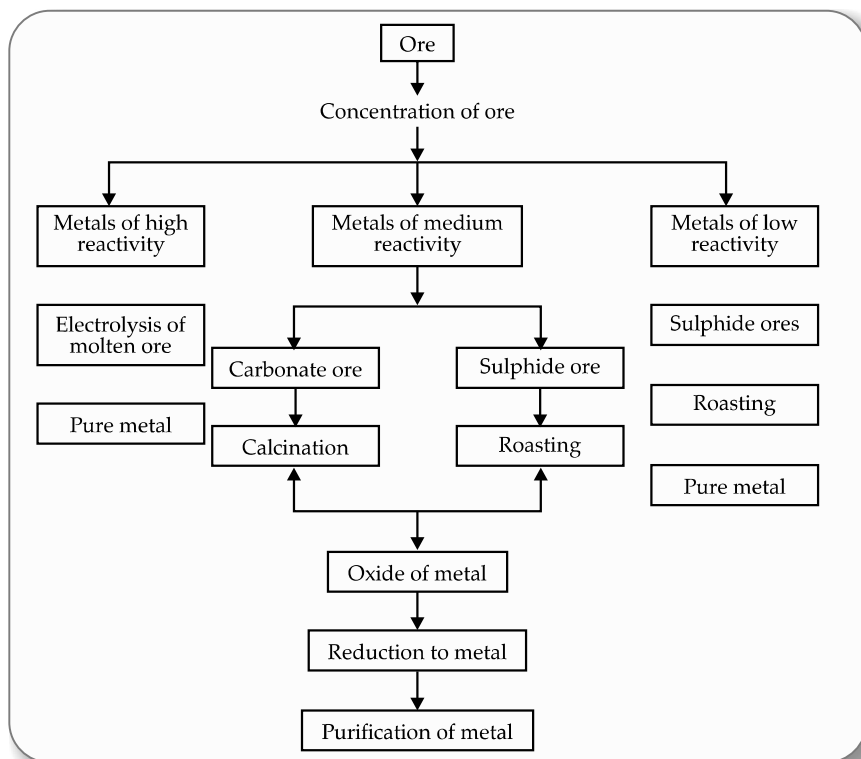 Ore
Concentration of ore
Metals of high
reactivity
Metals of medium
reactivity
Metals of low
reactivity
Electrolysis of
molten ore
Sulphide ores
Carbonate ore
Sulphide ore
Roasting
Pure metal
Calcination
Roasting
Pure metal
Oxide of metal
Reduction to metal
Purification of metal